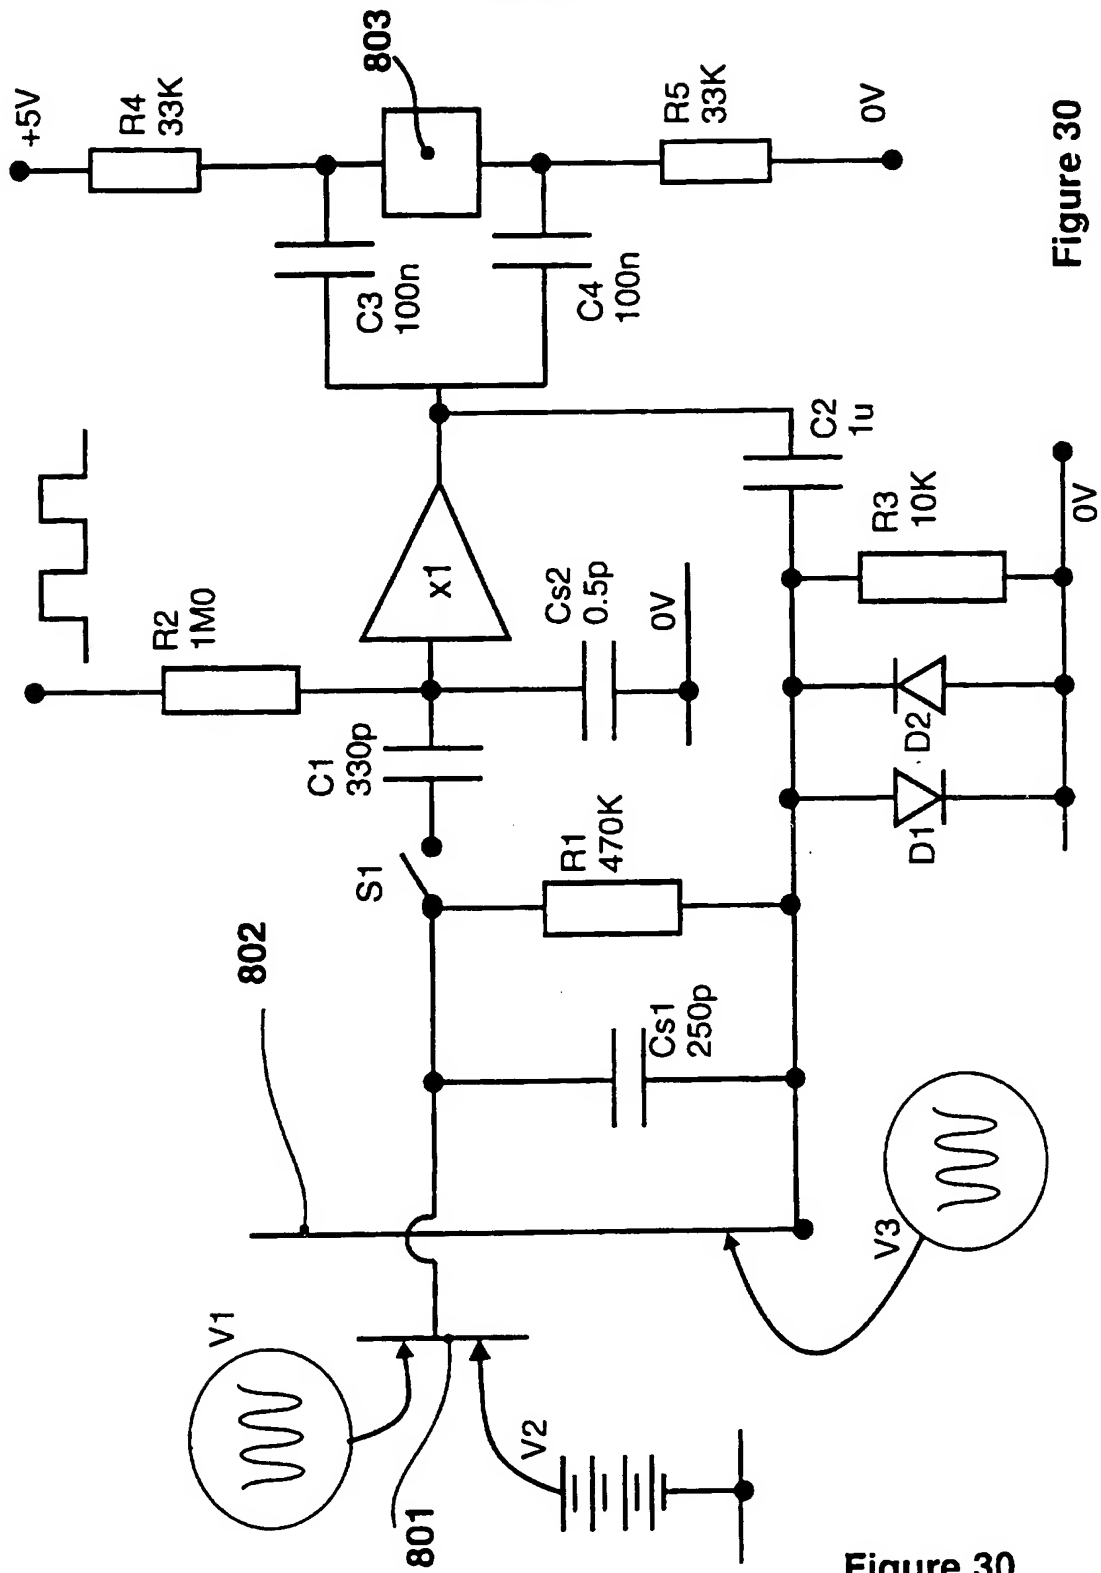 +5V
R4
33K
803
R5
33K
0V
C3
100n
C4
100n
R2
1M0
x1
C2
1u
C1
330p
Cs2
0.5p
0V
R3
10K
0V
S1
R1
470K
D2
D1
802
Cs1
250p
V1
V3
V2
801
Figure 30
Figure 30